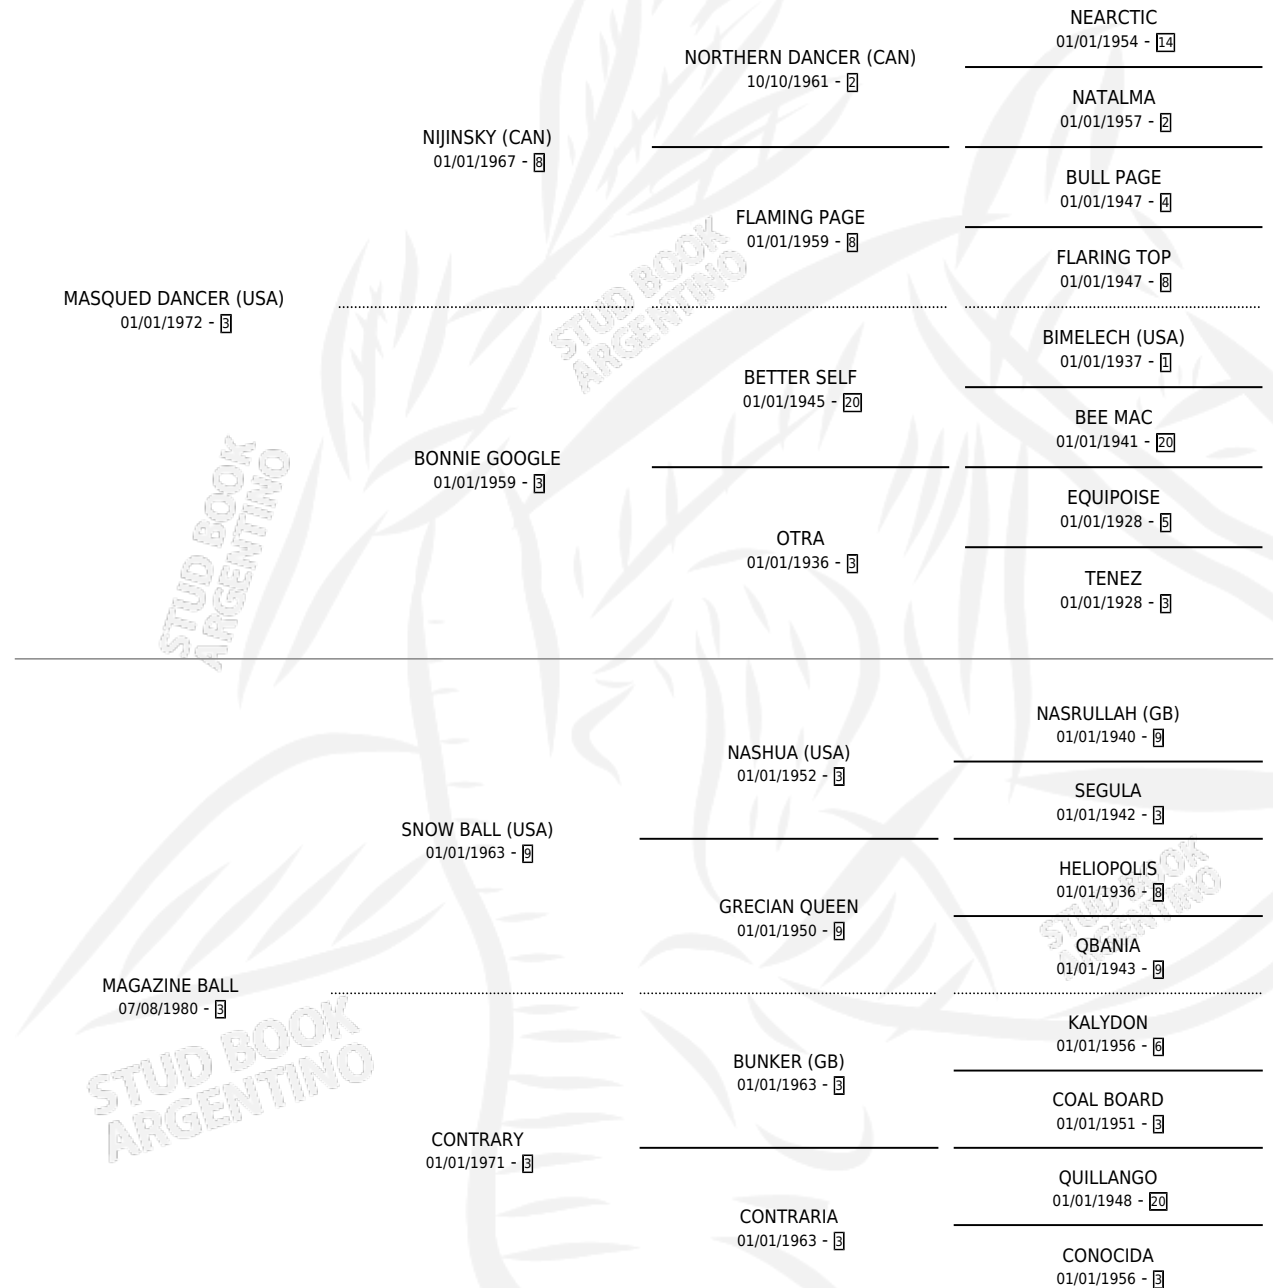 NEARCTIC
01/01/1954 - 14
NORTHERN DANCER (CAN)
10/10/1961 - 2
NATALMA
01/01/1957 - 2
NIJINSKY (CAN)
01/01/1967 - 8
BULL PAGE
01/01/1947 - 4
FLAMING PAGE
01/01/1959 - 8
FLARING TOP
01/01/1947 - 8
MASQUED DANCER (USA)
01/01/1972 - 3
BIMELECH (USA)
01/01/1937 - 1
BETTER SELF
01/01/1945 - 20
BEE MAC
01/01/1941 - 20
BONNIE GOOGLE
01/01/1959 - 3
EQUIPOISE
01/01/1928 - 5
OTRA
01/01/1936 - 3
TENEZ
01/01/1928 - 3
STUD BOOK
ARGENTINO
STUD BOOK
ARGENTINO
NASRULLAH (GB)
01/01/1940 - 9
NASHUA (USA)
01/01/1952 - 3
SEGULA
01/01/1942 - 3
SNOW BALL (USA)
01/01/1963 - 9
HELIOPOLIS
01/01/1936 - 8
GRECIAN QUEEN
01/01/1950 - 9
QBANIA
01/01/1943 - 9
MAGAZINE BALL
07/08/1980 - 3
KALYDON
01/01/1956 - 6
BUNKER (GB)
01/01/1963 - 3
COAL BOARD
01/01/1951 - 3
CONTRARY
01/01/1971 - 3
QUILLANGO
01/01/1948 - 20
CONTRARIA
01/01/1963 - 3
CONOCIDA
01/01/1956 - 3
STUD BOOK
ARGENTINO
STUD BOOK
ARGENTINO